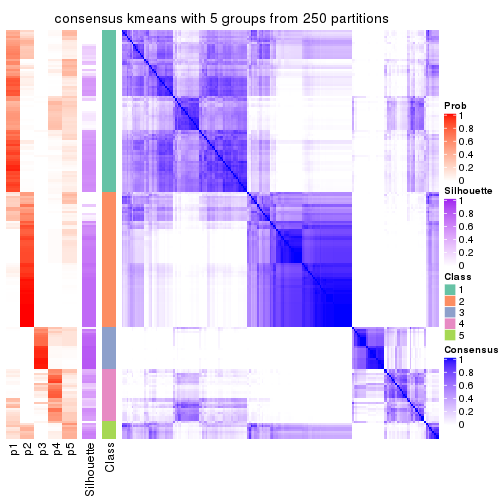 consensus kmeans with 5 groups from 250 partitions
Prob
1
0.8
0.6
0.4
0.2
0
Silhouette
1
0.8
0.6
0.4
0.2
0
Class
1
2
3
4
5
Consensus
1
0.8
0.6
0.4
0.2
0
p1
p2
p3
p4
p5
Silhouette
Class